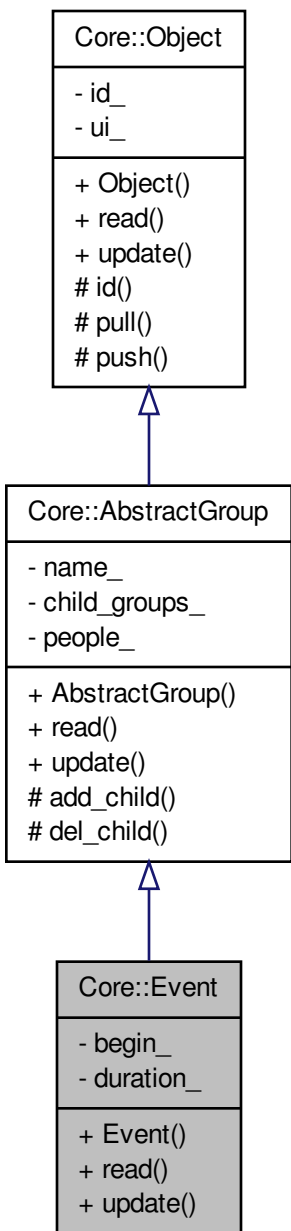 Core::Object
- id_
- ui_
+ Object()
+ read()
+ update()
# id()
# pull()
# push()
Core::AbstractGroup
- name_
- child_groups_
- people_
+ AbstractGroup()
+ read()
+ update()
# add_child()
# del_child()
Core::Event
- begin_
- duration_
+ Event()
+ read()
+ update()